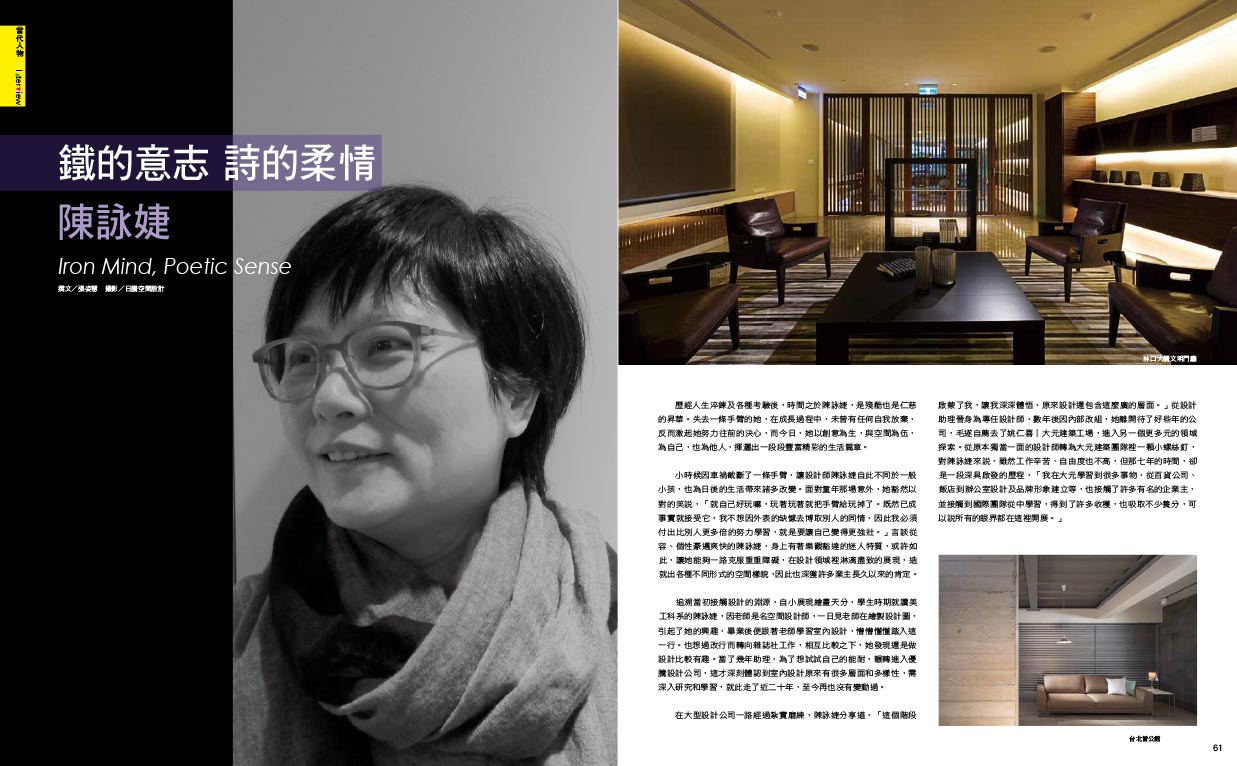 當代人物 Interview
鐵的意志 詩的柔情
陳詠婕
Iron Mind, Poetic Sense
撰文／張姿慧 攝影／日騰空間設計
林口大鎮文明門廳
歷經人生淬鍊及各種考驗後，時間之於陳詠婕，是殘酷也是仁慈
的昇華。失去一條手臂的她，在成長過程中，未曾有任何自我放棄，
反而激起她努力往前的決心，而今日，她以創意為生，與空間為伍，
為自己，也為他人，揮灑出一段段豐富精彩的生活篇章。
小時候因車禍截斷了一條手臂，讓設計師陳詠婕自此不同於一般
小孩，也為日後的生活帶來諸多改變。面對童年那場意外，她豁然以
對的笑說，「就自己好玩嘛，玩著玩著就把手臂給玩掉了。既然已成
事實就接受它，我不想因外表的缺憾去博取別人的同情，因此我必須
付出比別人更多倍的努力學習，就是要讓自己變得更強壯。」言談從
容、個性豪邁爽快的陳詠婕，身上有著樂觀豁達的迷人特質，或許如
此，讓她能夠一路克服重重障礙，在設計領域裡淋漓盡致的展現，造
就出各種不同形式的空間樣貌，因此也深獲許多業主長久以來的肯定。
追溯當初接觸設計的淵源，自小展現繪畫天分，學生時期就讀美
工科系的陳詠婕，因老師是名空間設計師，一日見老師在繪製設計圖，
引起了她的興趣，畢業後便跟著老師學習室內設計，懵懵懂懂踏入這
一行。也想過改行而轉向雜誌社工作，相互比較之下，她發現還是做
設計比較有趣。當了幾年助理，為了想試試自己的能耐，輾轉進入優
騰設計公司，這才深刻體認到室內設計原來有很多層面和多樣性，需
深入研究和學習，就此走了近二十年，至今再也沒有變動過。
在大型設計公司一路經過紮實磨練，陳詠婕分享道，「這個階段
啟蒙了我，讓我深深體悟，原來設計還包含這麼廣的層面。」從設計
助理晉身為專任設計師，數年後因內部改組，她離開待了好些年的公
司，毛遂自薦去了姚仁喜｜大元建築工場，進入另一個更多元的領域
探索。從原本獨當一面的設計師轉為大元建築團隊裡一顆小螺絲釘，
對陳詠婕來說，雖然工作辛苦、自由度也不高，但那七年的時間，卻
是一段深具啟發的歷程，「我在大元學習到很多事物，從百貨公司、
飯店到辦公室設計及品牌形象建立等，也接觸了許多有名的企業主，
並接觸到國際團隊從中學習，得到了許多收穫，也吸取不少養分，可
以說所有的眼界都在這裡開展。」
台北晉公館
61